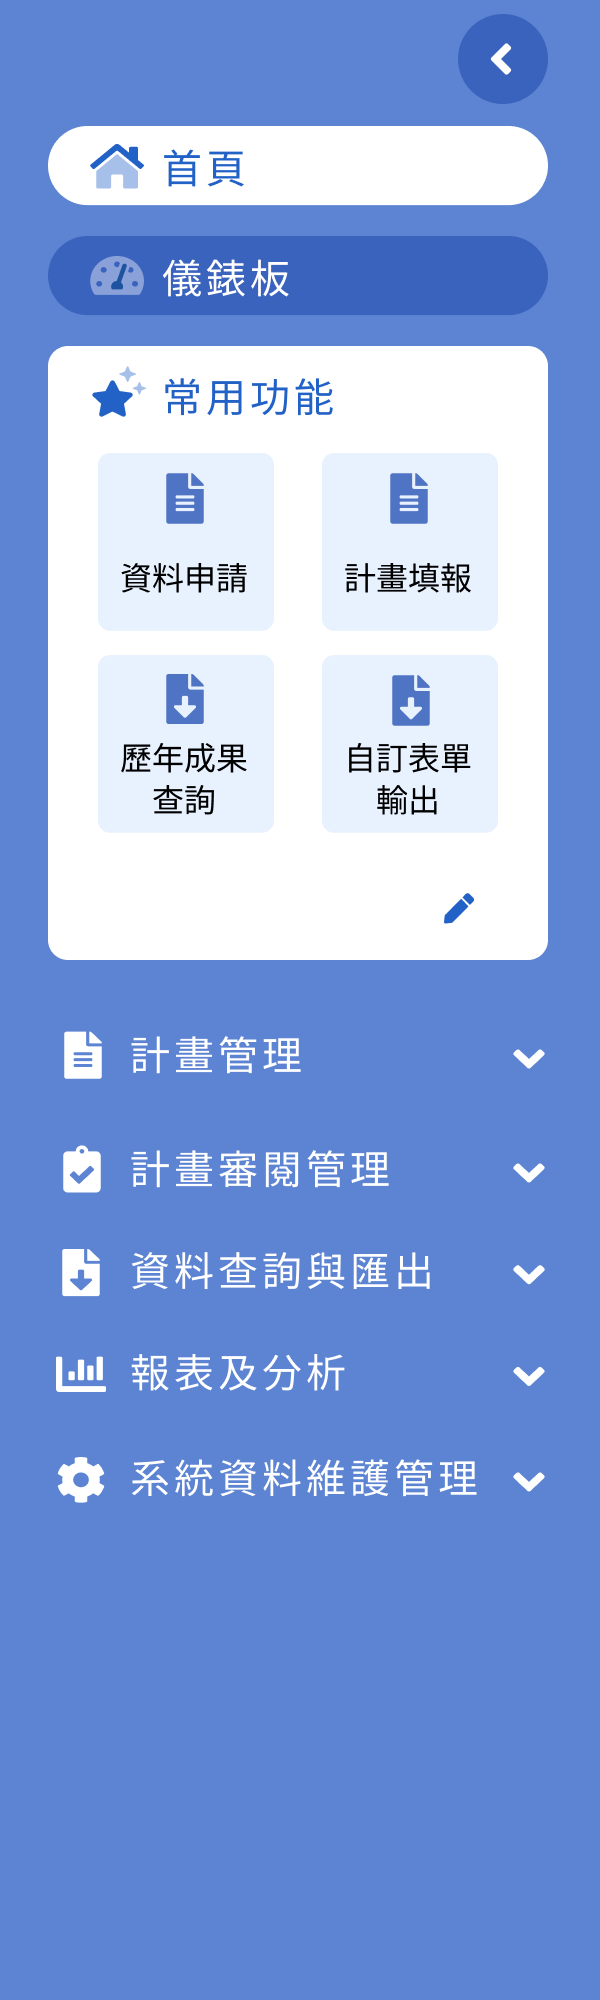 首頁
儀錶板
常用功能
資料申請
計畫填報
歷年成果
查詢
自訂表單
輸出
計畫管理
計畫審閱管理
資料查詢與匯出
報表及分析
系統資料維護管理